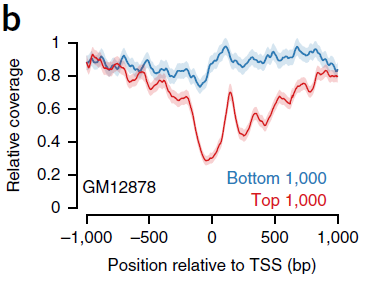 b
Relative coverage
1
0.8
0.6
0.4
0.2
0
GM12878
Bottom 1,000
Top 1,000
−1,000 −500 0 500 1,000
Position relative to TSS (bp)